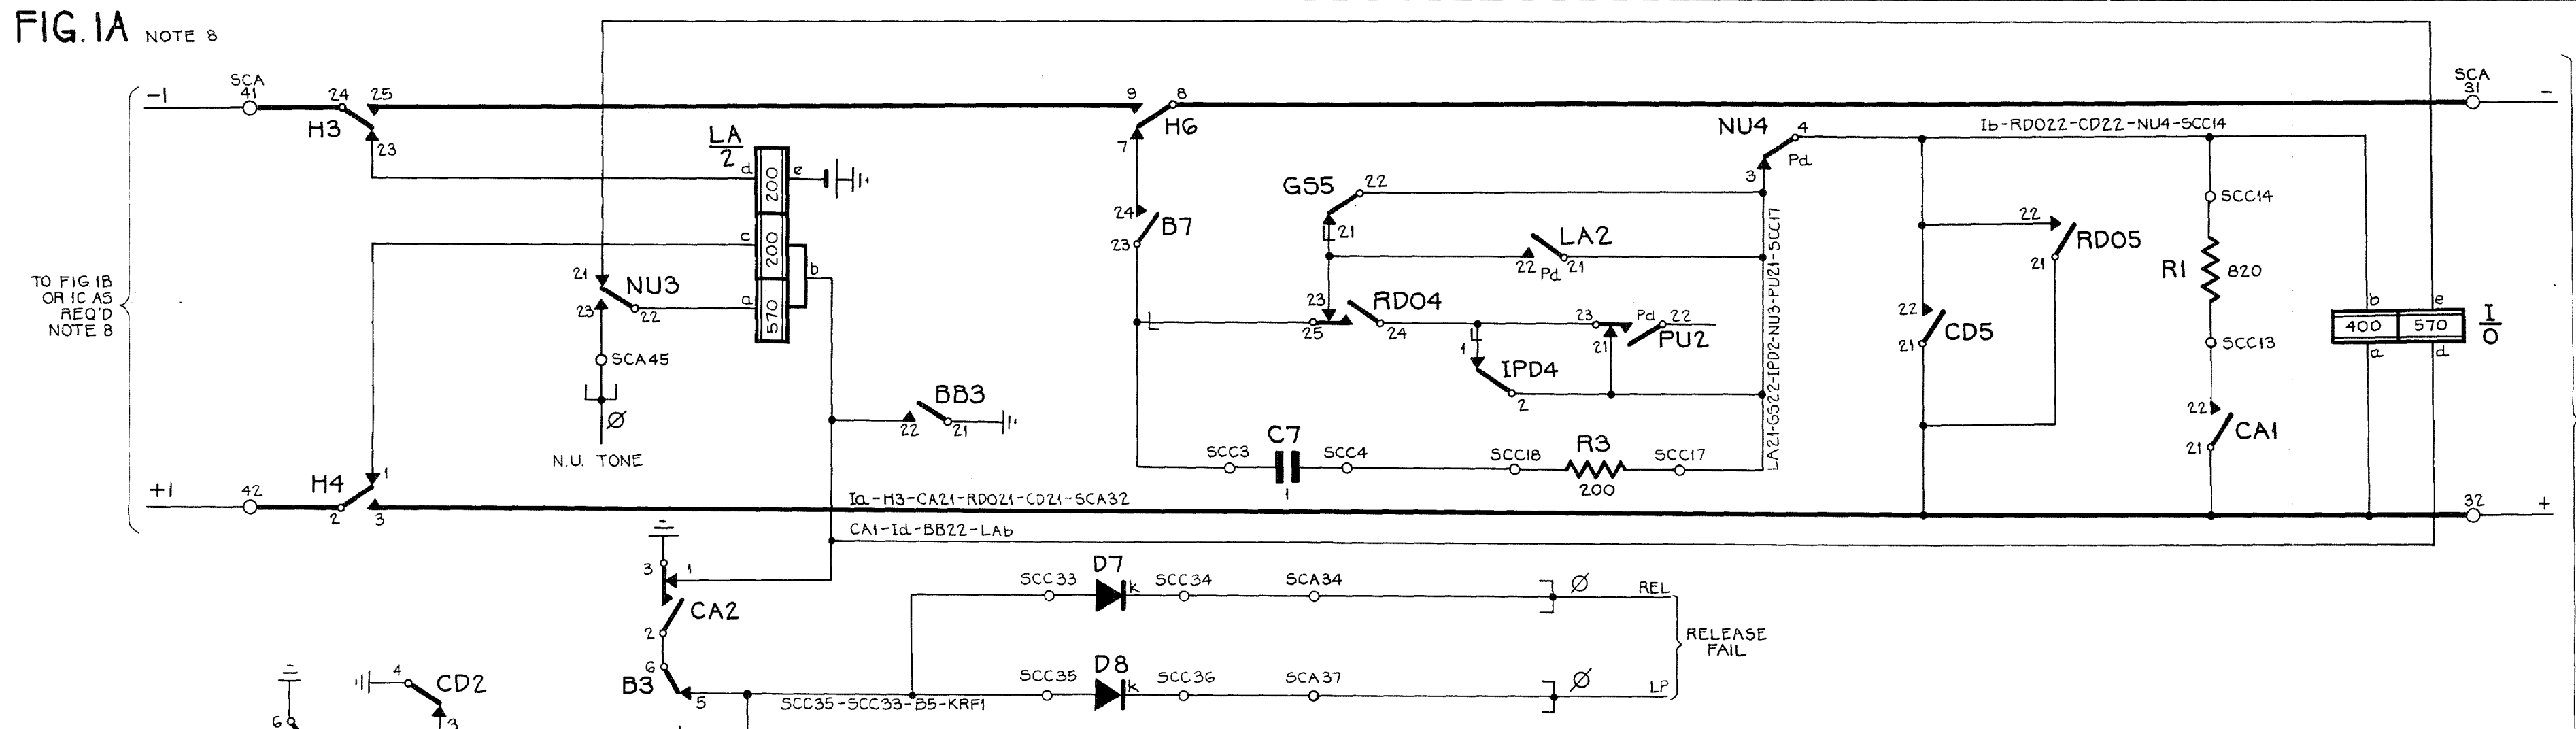 FIG. 1A NOTE 8
-1
SCA
41
24
25
H3
23
LA
2
d
200
e
c
200
b
a
570
21
NU3
23
22
SCA45
Ø
N.U. TONE
TO FIG.1B
OR 1C AS
REQ'D
NOTE 8
+1
42
H4
1
2
3
BB3
22
21
9
8
H6
7
24
B7
23
GS5
22
21
LA2
22
Pd
21
23
RD04
25
24
23
Pd
22
21
PU2
1
IPD4
2
SCC3
C7
1
SCC4
SCC18
R3
200
SCC17
NU4
4
Pd
3
LA21-GS22-IPD2-NU3-PU21-SCC17
Ib-RD022-CD22-NU4-SCC14
22
RD05
21
22
CD5
21
SCC14
R1
820
SCC13
22
CA1
21
b
e
400
570
a
d
I
0
SCA
31
-
32
+
Ia-H3-CA21-RD021-CD21-SCA32
CA1-Id-BB22-LAb
3
1
CA2
2
6
B3
5
SCC35-SCC33-B5-KRF1
SCC33
D7
k
SCC34
SCA34
Ø
REL
SCC35
D8
k
SCC36
SCA37
Ø
LP
RELEASE
FAIL
4
CD2
3
6